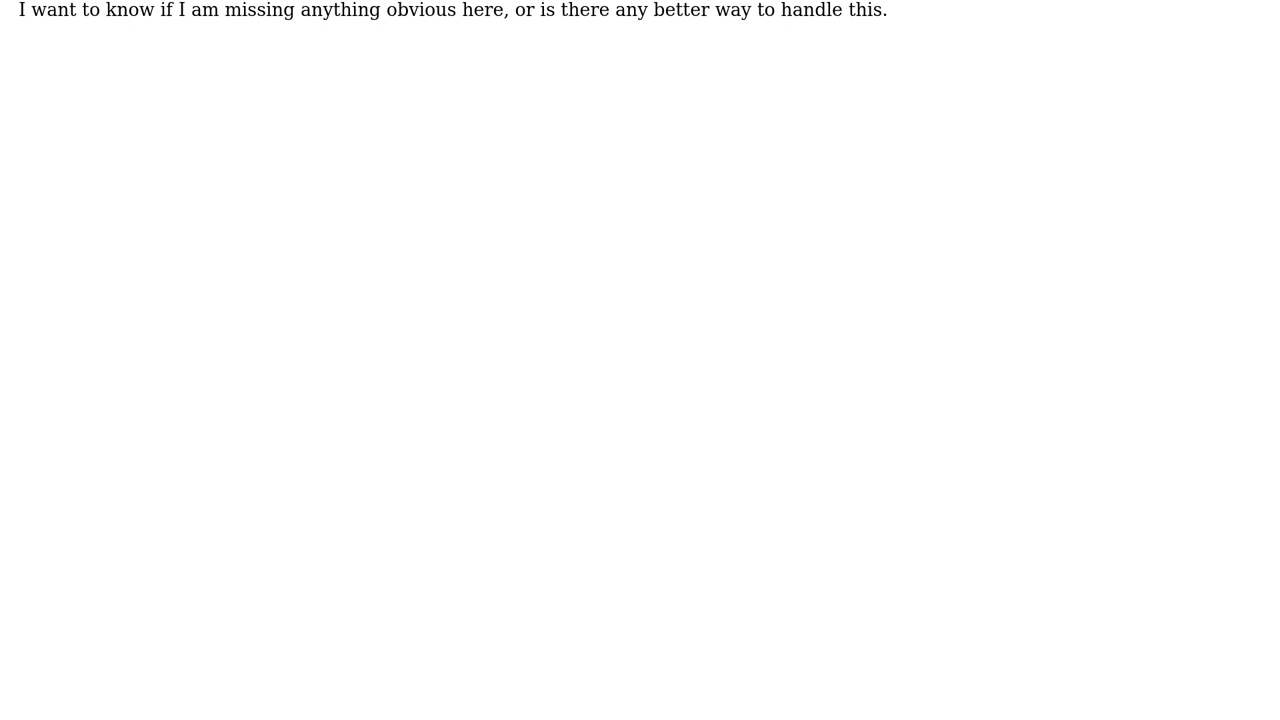 I want to know if I am missing anything obvious here, or is there any better way to handle this.